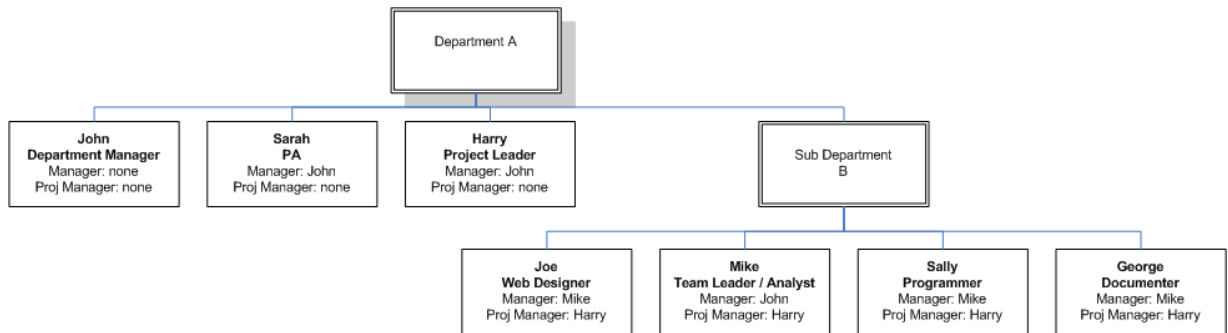 Department A
John
Department Manager
Manager: none
Proj Manager: none
Sarah
PA
Manager: John
Proj Manager: none
Harry
Project Leader
Manager: John
Proj Manager: none
Sub Department
B
Joe
Web Designer
Manager: Mike
Proj Manager: Harry
Mike
Team Leader / Analyst
Manager: John
Proj Manager: Harry
Sally
Programmer
Manager: Mike
Proj Manager: Harry
George
Documenter
Manager: Mike
Proj Manager: Harry